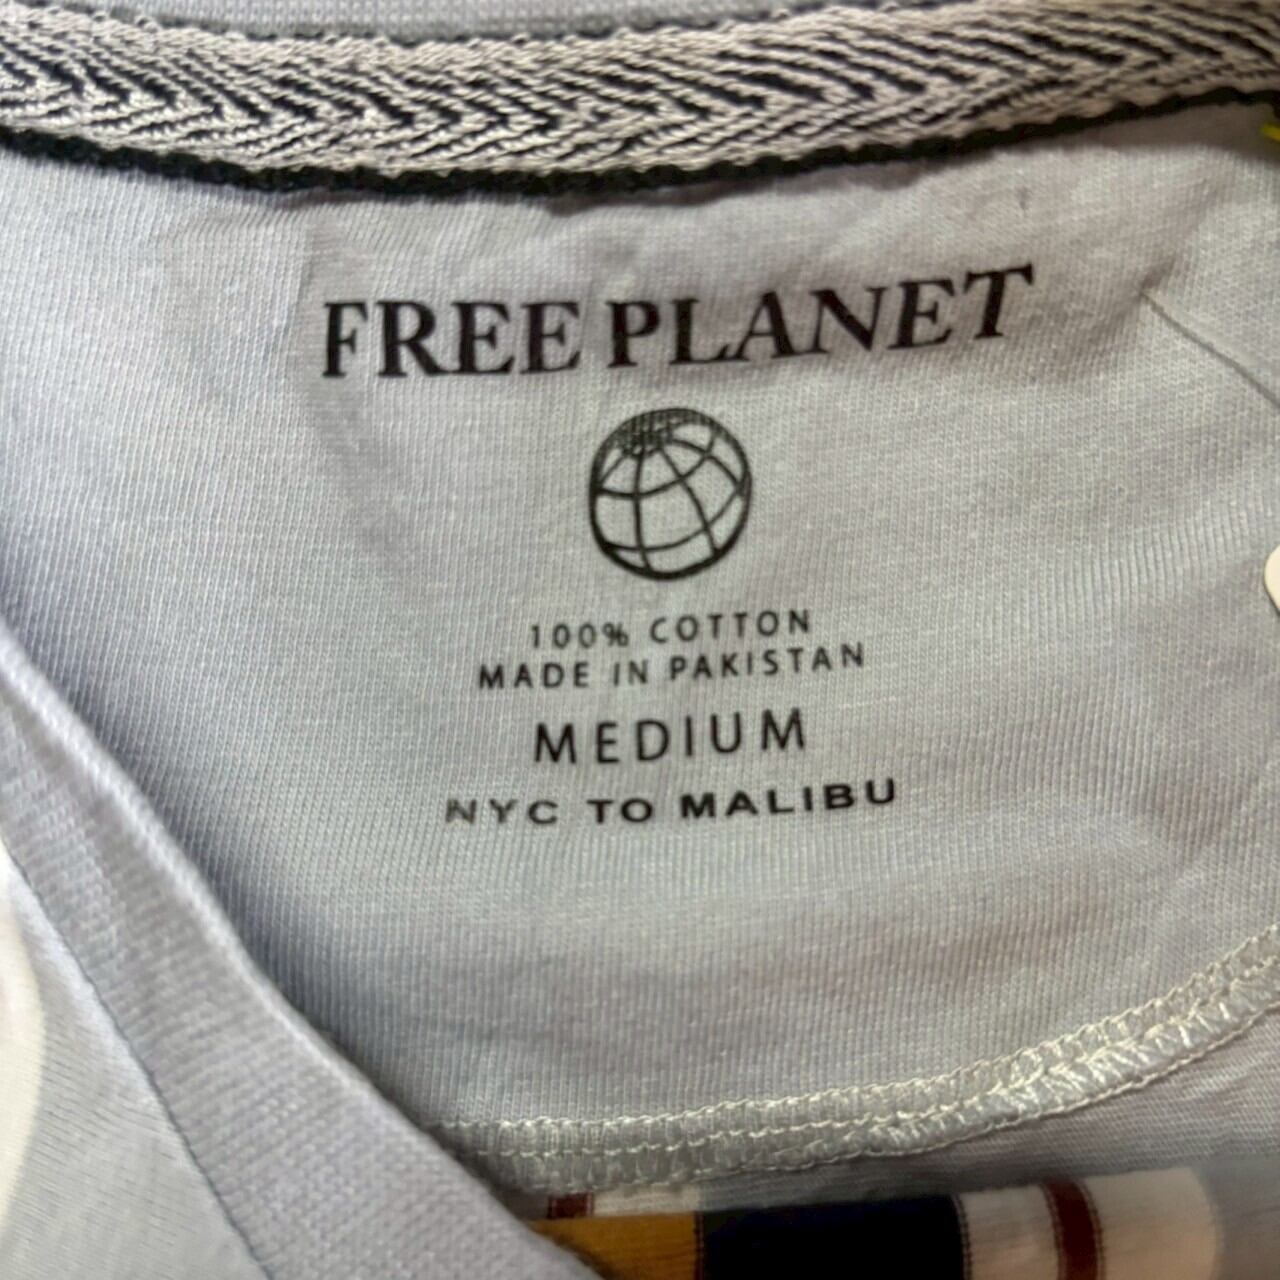 FREE PLANET
100% COTTON
MADE IN PAKISTAN
MEDIUM
NYC TO MALIBU